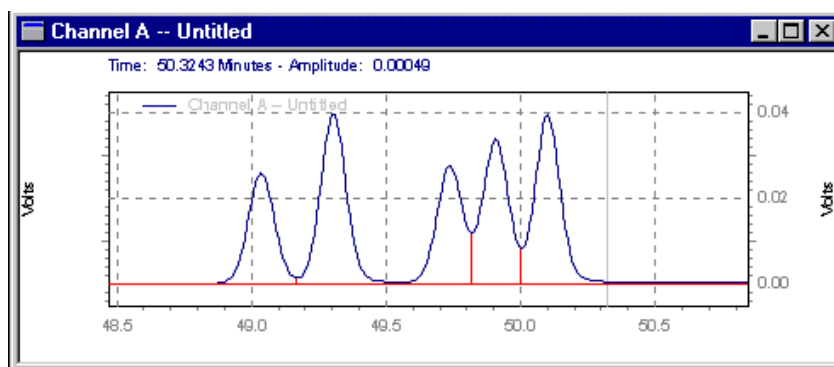 Channel A -- Untitled
Time: 50.3243 Minutes - Amplitude: 0.00049
Channel A -- Untitled
0.04
0.02
0.00
Volts
Volts
48.5 49.0 49.5 50.0 50.5